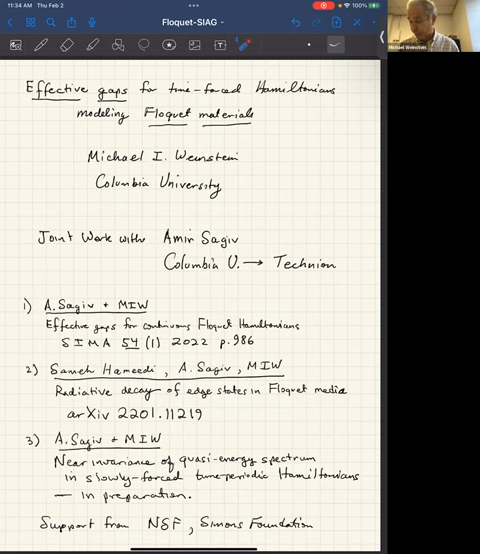 11:34 AM Thu Feb 2
100%
Floquet-SIAG
Michael Weinstein
Effective gaps for time-forced Hamiltonians
modeling Floquet materials
Michael I. Weinstein
Columbia University
Joint Work with Amir Sagiv
Columbia U. → Technion
1) A. Sagiv + MIW
Effective gaps for continuous Floquet Hamiltonians
SIMA 54 (1) 2022 p. 986
2) Sameh Hameedi, A. Sagiv, MIW
Radiative decay of edge states in Floquet media
arXiv 2201.11219
3) A. Sagiv + MIW
Near invariance of quasi-energy spectrum
in slowly-forced time-periodic Hamiltonians
— in preparation.
Support from NSF, Simons Foundation